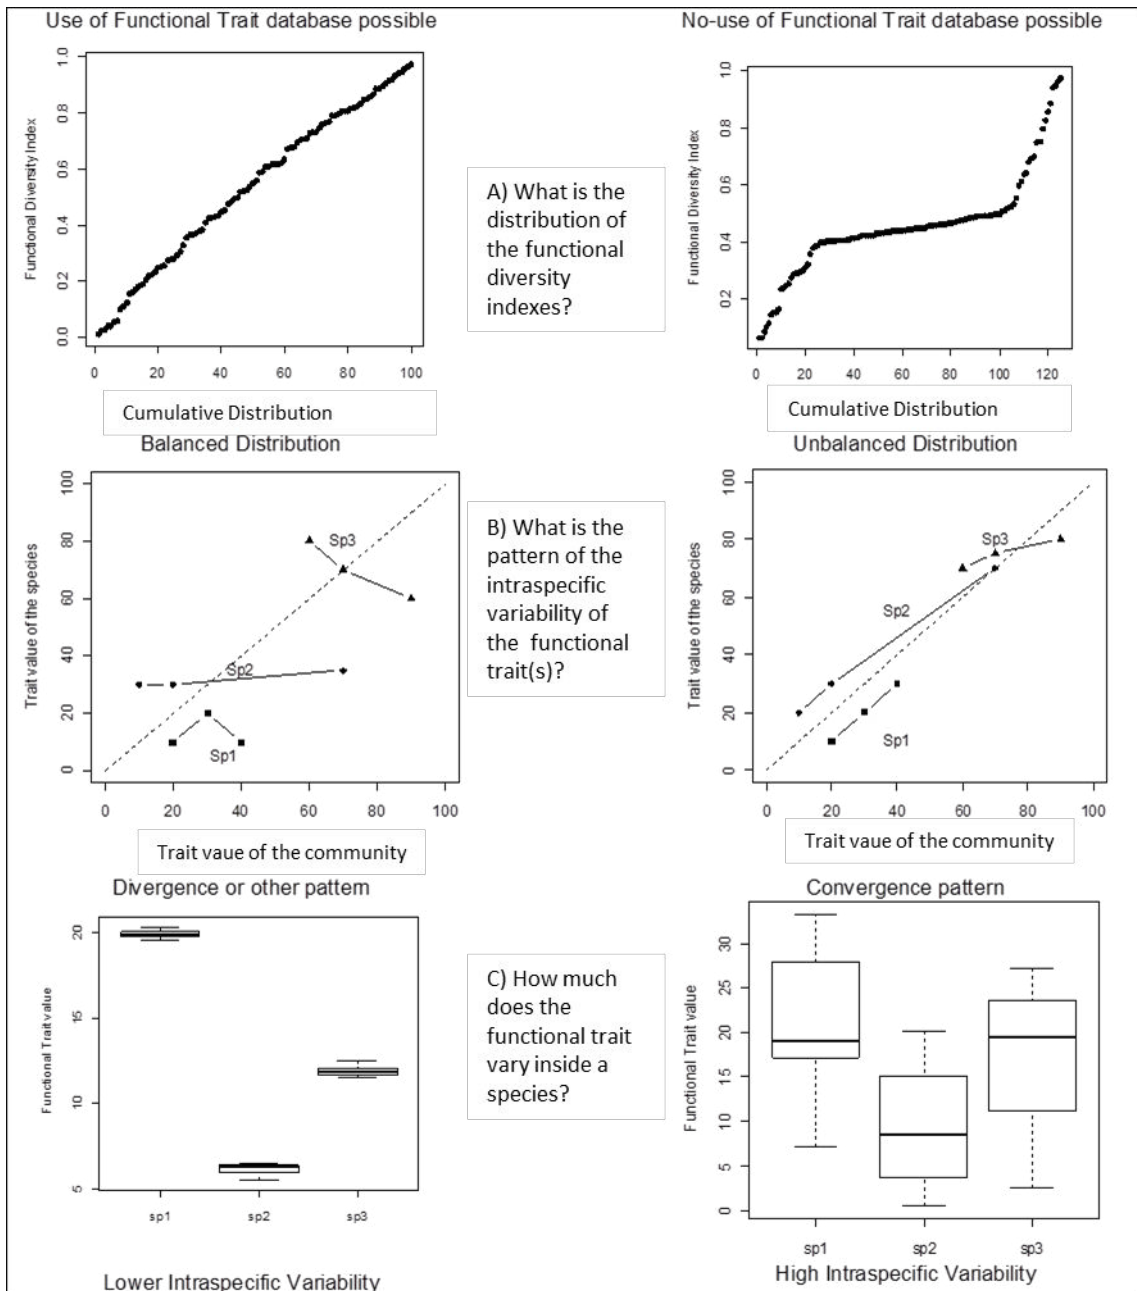 Use of Functional Trait database possible
No-use of Functional Trait database possible
Functional Diversity Index
0.0 0.2 0.4 0.6 0.8 1.0
0 20 40 60 80 100
Cumulative Distribution
Balanced Distribution
A) What is the
distribution of
the functional
diversity
indexes?
Functional Diversity Index
0.2 0.4 0.6 0.8 1.0
0 20 40 60 80 100 120
Cumulative Distribution
Unbalanced Distribution
Trait value of the species
0 20 40 60 80 100
Sp3
Sp2
Sp1
0 20 40 60 80 100
Trait vaue of the community
Divergence or other pattern
B) What is the
pattern of the
intraspecific
variability of
the functional
trait(s)?
Trait value of the species
0 20 40 60 80 100
Sp3
Sp2
Sp1
0 20 40 60 80 100
Trait vaue of the community
Convergence pattern
Functional Trait value
5 10 15 20
sp1 sp2 sp3
Lower Intraspecific Variability
C) How much
does the
functional trait
vary inside a
species?
Functional Trait value
0 5 10 15 20 25 30
sp1 sp2 sp3
High Intraspecific Variability